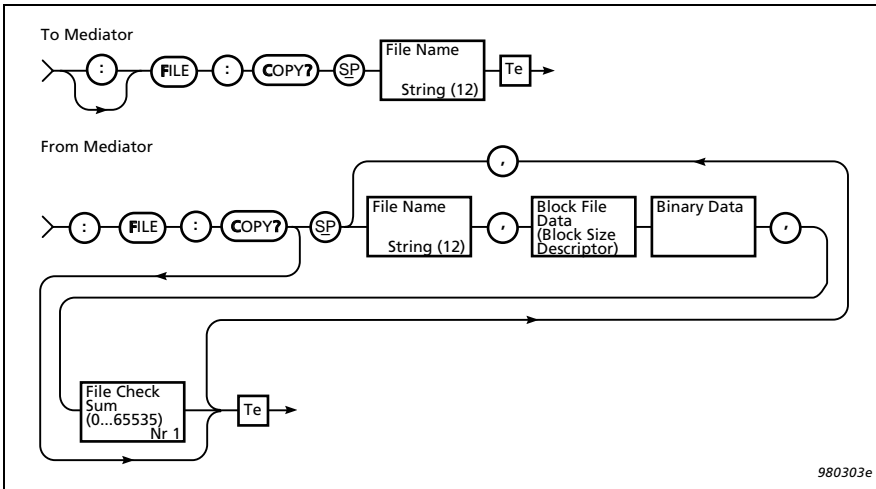 To Mediator
: FILE : COPY? SP File Name String (12) Te
From Mediator
,
: FILE : COPY? SP File Name String (12) , Block File Data (Block Size Descriptor) Binary Data ,
File Check Sum (0...65535) Nr 1 Te
980303e